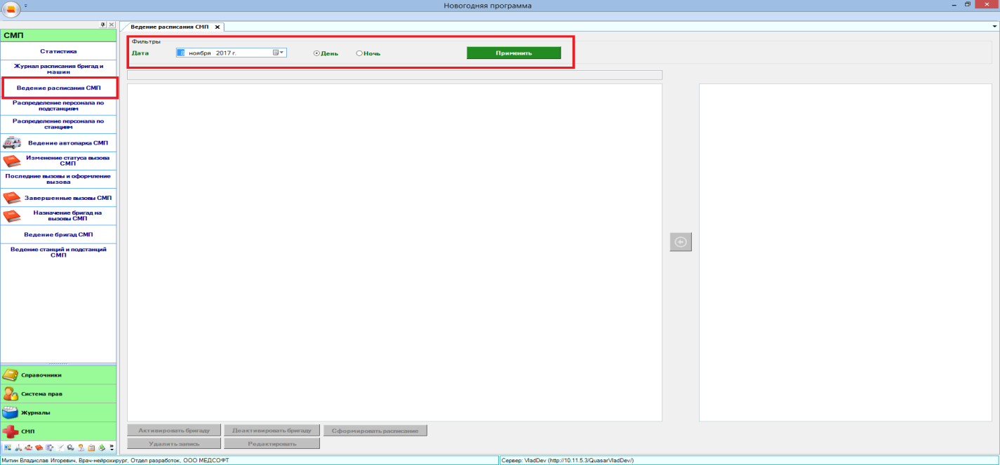 Новогодняя программа
СМП
Статистика
Журнал расписания бригад и
машин
Ведение расписания СМП
Распределение персонала по
подстанциям
Распределение персонала по
станциям
Ведение автопарка СМП
Изменение статуса вызова
СМП
Последние вызовы и оформление
вызова
Завершенные вызовы СМП
Назначение бригад на
вызовы СМП
Ведение бригад СМП
Ведение станций и подстанций
СМП
Справочники
Система прав
Журналы
СМП
Ведение расписания СМП
Фильтры
Дата 8 ноября 2017 г. День Ночь Применить
Активировать бригаду Деактивировать бригаду Сформировать расписание
Удалить запись Редактировать
Митин Владислав Игоревич, Врач-нейрохирург, Отдел разработок, ООО МЕДСОФТ Сервер: VladDev (http://10.11.5.3/QuasarVladDev/)